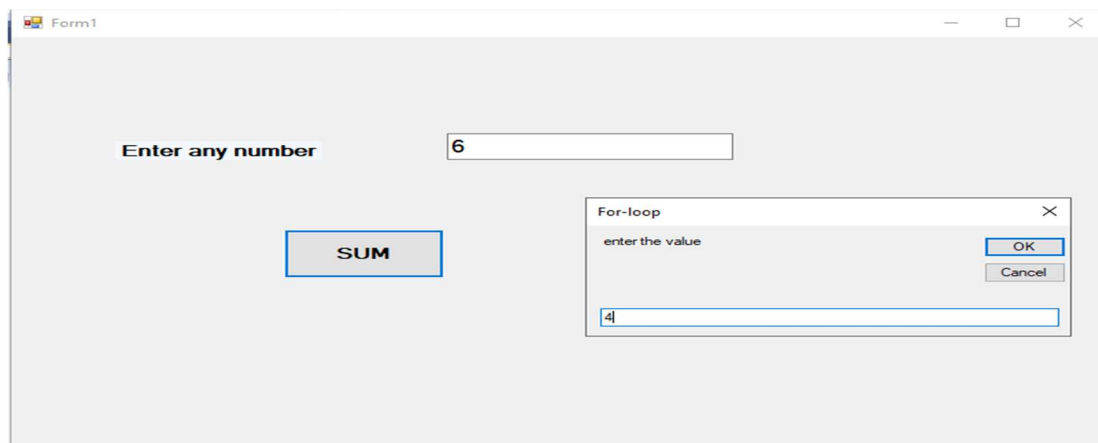 Form1
Enter any number
6
For-loop
enter the value
OK
SUM
Cancel
4